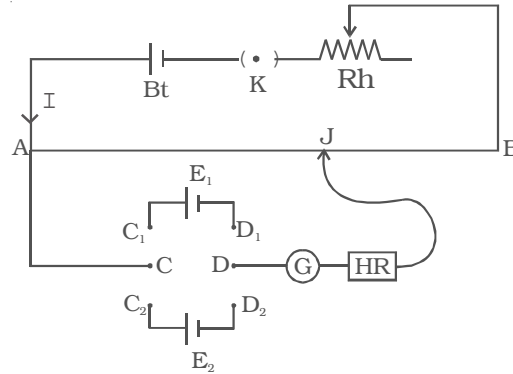 ( • )
Bt
K
Rh
I
A
J
B
E₁
C₁
D₁
C
D
G
HR
C₂
D₂
E₂